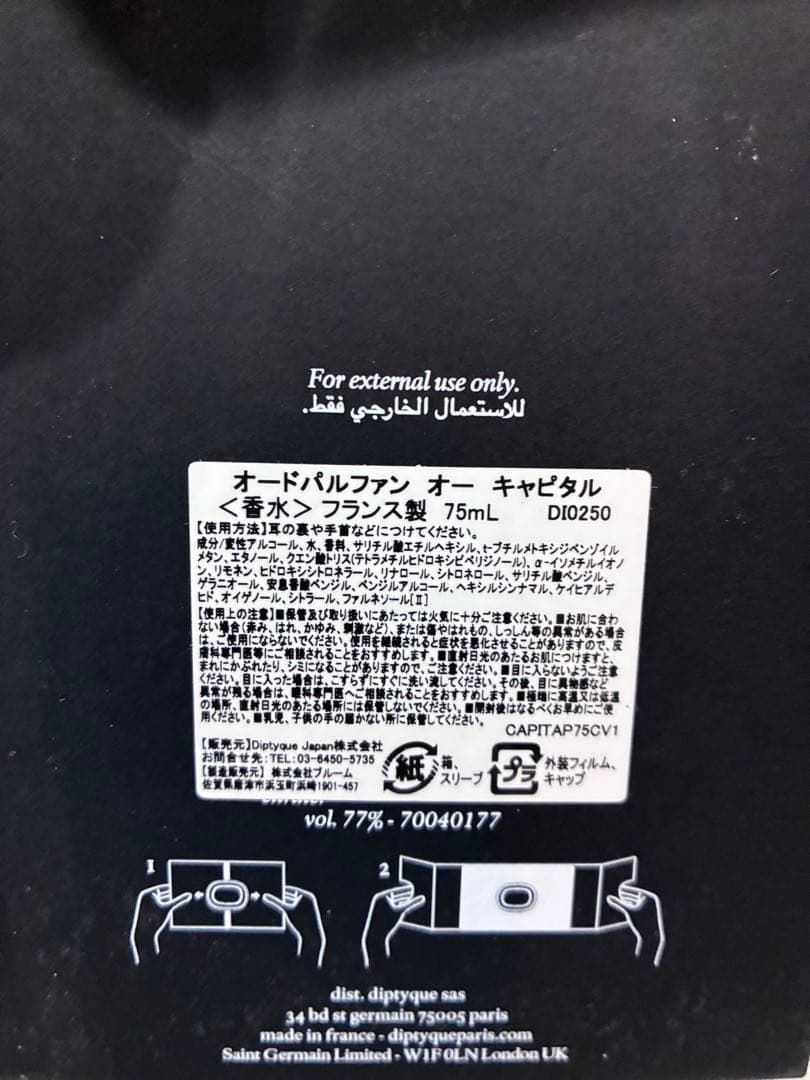 For external use only.
للاستعمال الخارجي فقط.
オードパルファン オー キャピタル
＜香水＞フランス製 75mL DI0250
【使用方法】耳の裏や手首などにつけてください。
成分/変性アルコール、水、香料、サリチル酸エチルヘキシル、t-ブチルメトキシジベンゾイル
メタン、エタノール、クエン酸トリス(テトラメチルヒドロキシピペリジノール)、α-イソメチルイオノ
ン、リモネン、ヒドロキシシトロネラール、リナロール、シトロネロール、サリチル酸ベンジル、
ゲラニオール、安息香酸ベンジル、ベンジルアルコール、ヘキシルシンナマル、ケイヒアルデ
ヒド、オイゲノール、シトラール、ファルネソール[Ⅱ]
【使用上の注意】■保管及び取り扱いにあたっては火気に十分ご注意ください。■お肌に合わ
ない場合(赤み、はれ、かゆみ、刺激など)、または傷やはれもの、しっしん等の異常がある場合
は、ご使用にならないでください。使用を継続されると症状を悪化させることがありますので、皮
膚科専門医等にご相談されることをおすすめします。■直射日光のあたるお肌につけますと、
まれにかぶれたり、シミになることがありますので、ご注意ください。■目に入らないようご注意
ください。目に入った場合は、こすらずにすぐに洗い流してください。その後、目に異物感など
異常が残る場合は、眼科専門医へご相談されることをおすすめします。■極端に高温又は低温
の場所、直射日光のあたる場所には保管しないでください。■開封後はなるべくお早めにご使
用ください。■乳児、子供の手の届かない所に保管してください。
CAPITAP75CV1
【販売元】Diptyque Japan株式会社
お問合せ先:TEL:03-6450-5735
【製造販売元】 株式会社ブルーム
佐賀県唐津市浜玉町浜崎1901-457
紙 箱、
スリーブ
プラ 外装フィルム、
キャップ
vol. 77% - 70040177
1 2
dist. diptyque sas
34 bd st germain 75005 paris
made in france - diptyqueparis.com
Saint Germain Limited - W1F 0LN London UK